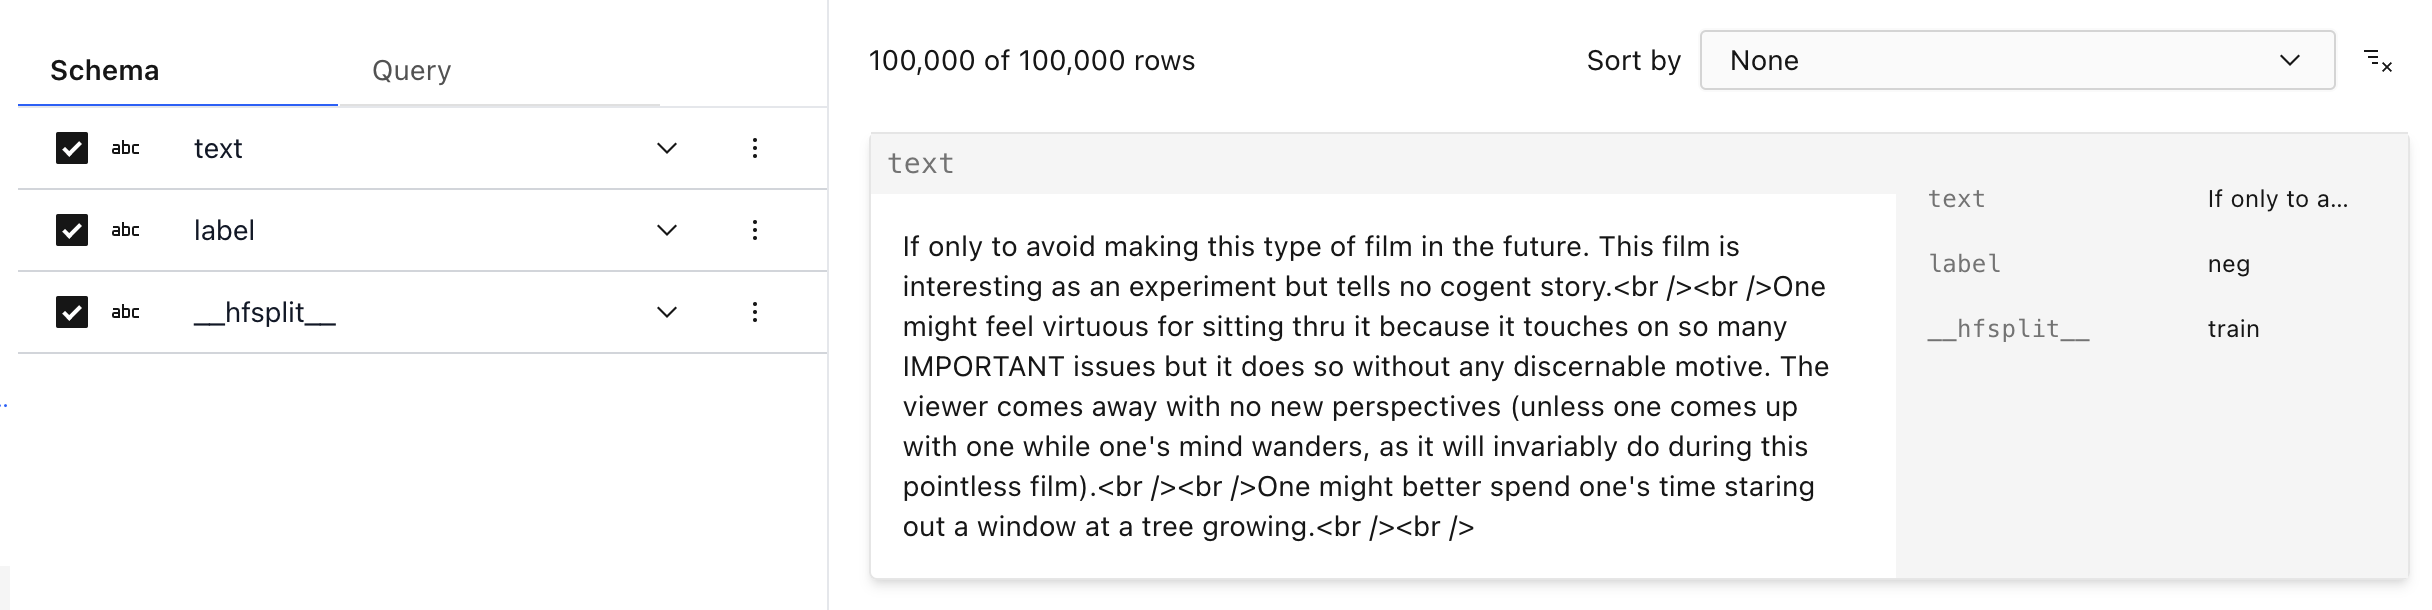 Schema
Query
abc text
abc label
abc __hfsplit__
100,000 of 100,000 rows
Sort by
None
text
If only to avoid making this type of film in the future. This film is
interesting as an experiment but tells no cogent story.<br /><br />One
might feel virtuous for sitting thru it because it touches on so many
IMPORTANT issues but it does so without any discernable motive. The
viewer comes away with no new perspectives (unless one comes up
with one while one's mind wanders, as it will invariably do during this
pointless film).<br /><br />One might better spend one's time staring
out a window at a tree growing.<br /><br />
text If only to a...
label neg
__hfsplit__ train